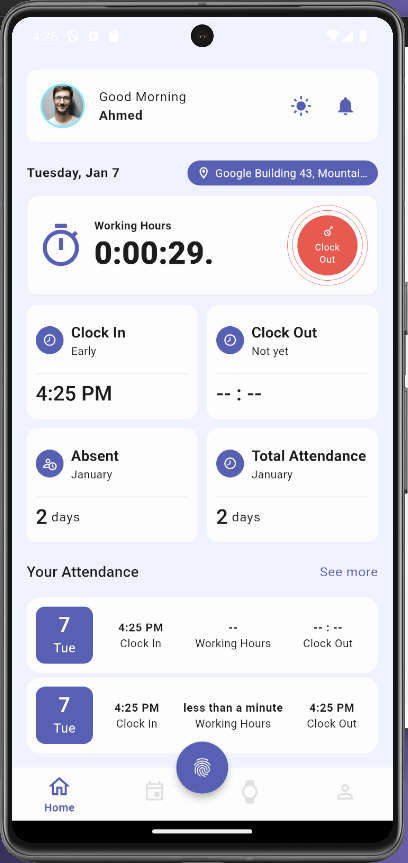 4:26
Good Morning
Ahmed
Tuesday, Jan 7
Google Building 43, Mountai...
Working Hours
0:00:29.
Clock
Out
Clock In
Early
4:25 PM
Clock Out
Not yet
-- : --
Absent
January
2 days
Total Attendance
January
2 days
Your Attendance
See more
7
Tue
4:25 PM
Clock In
--
Working Hours
-- : --
Clock Out
7
Tue
4:25 PM
Clock In
less than a minute
Working Hours
4:25 PM
Clock Out
Home